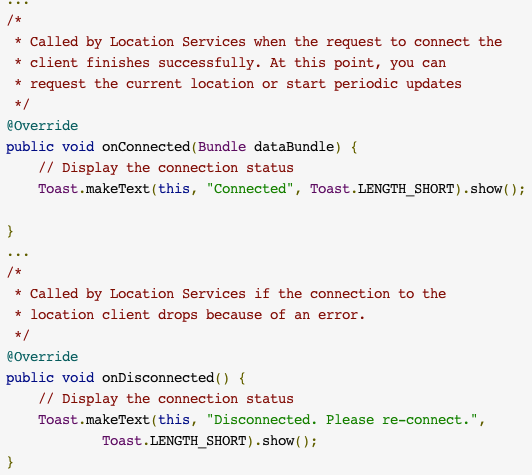 ...
/*
 * Called by Location Services when the request to connect the
 * client finishes successfully. At this point, you can
 * request the current location or start periodic updates
 */
@Override
public void onConnected(Bundle dataBundle) {
    // Display the connection status
    Toast.makeText(this, "Connected", Toast.LENGTH_SHORT).show();

}
...
/*
 * Called by Location Services if the connection to the
 * location client drops because of an error.
 */
@Override
public void onDisconnected() {
    // Display the connection status
    Toast.makeText(this, "Disconnected. Please re-connect.",
            Toast.LENGTH_SHORT).show();
}